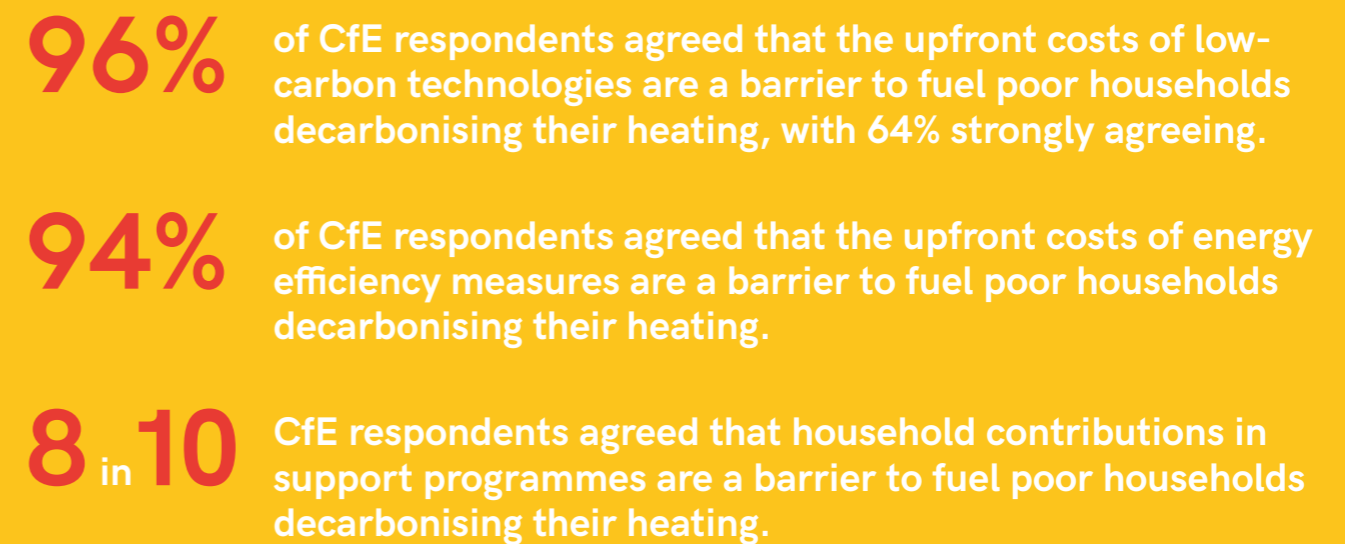 96%
of CfE respondents agreed that the upfront costs of low-
carbon technologies are a barrier to fuel poor households
decarbonising their heating, with 64% strongly agreeing.
94%
of CfE respondents agreed that the upfront costs of energy
efficiency measures are a barrier to fuel poor households
decarbonising their heating.
8 in 10
CfE respondents agreed that household contributions in
support programmes are a barrier to fuel poor households
decarbonising their heating.